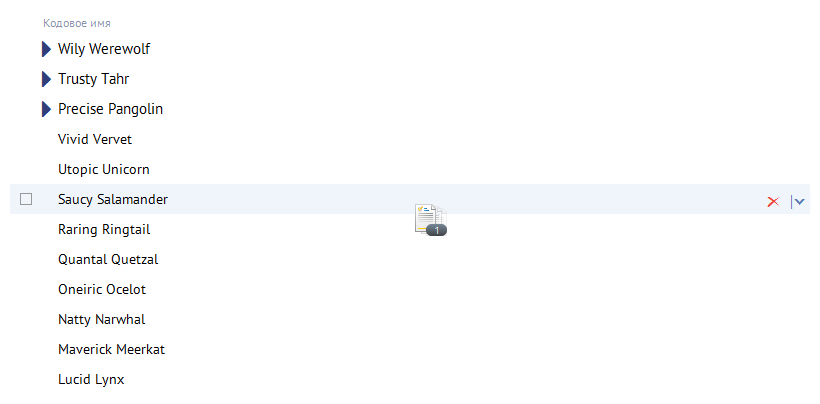 Кодовое имя
Wily Werewolf
Trusty Tahr
Precise Pangolin
Vivid Vervet
Utopic Unicorn
Saucy Salamander
1
Raring Ringtail
Quantal Quetzal
Oneiric Ocelot
Natty Narwhal
Maverick Meerkat
Lucid Lynx